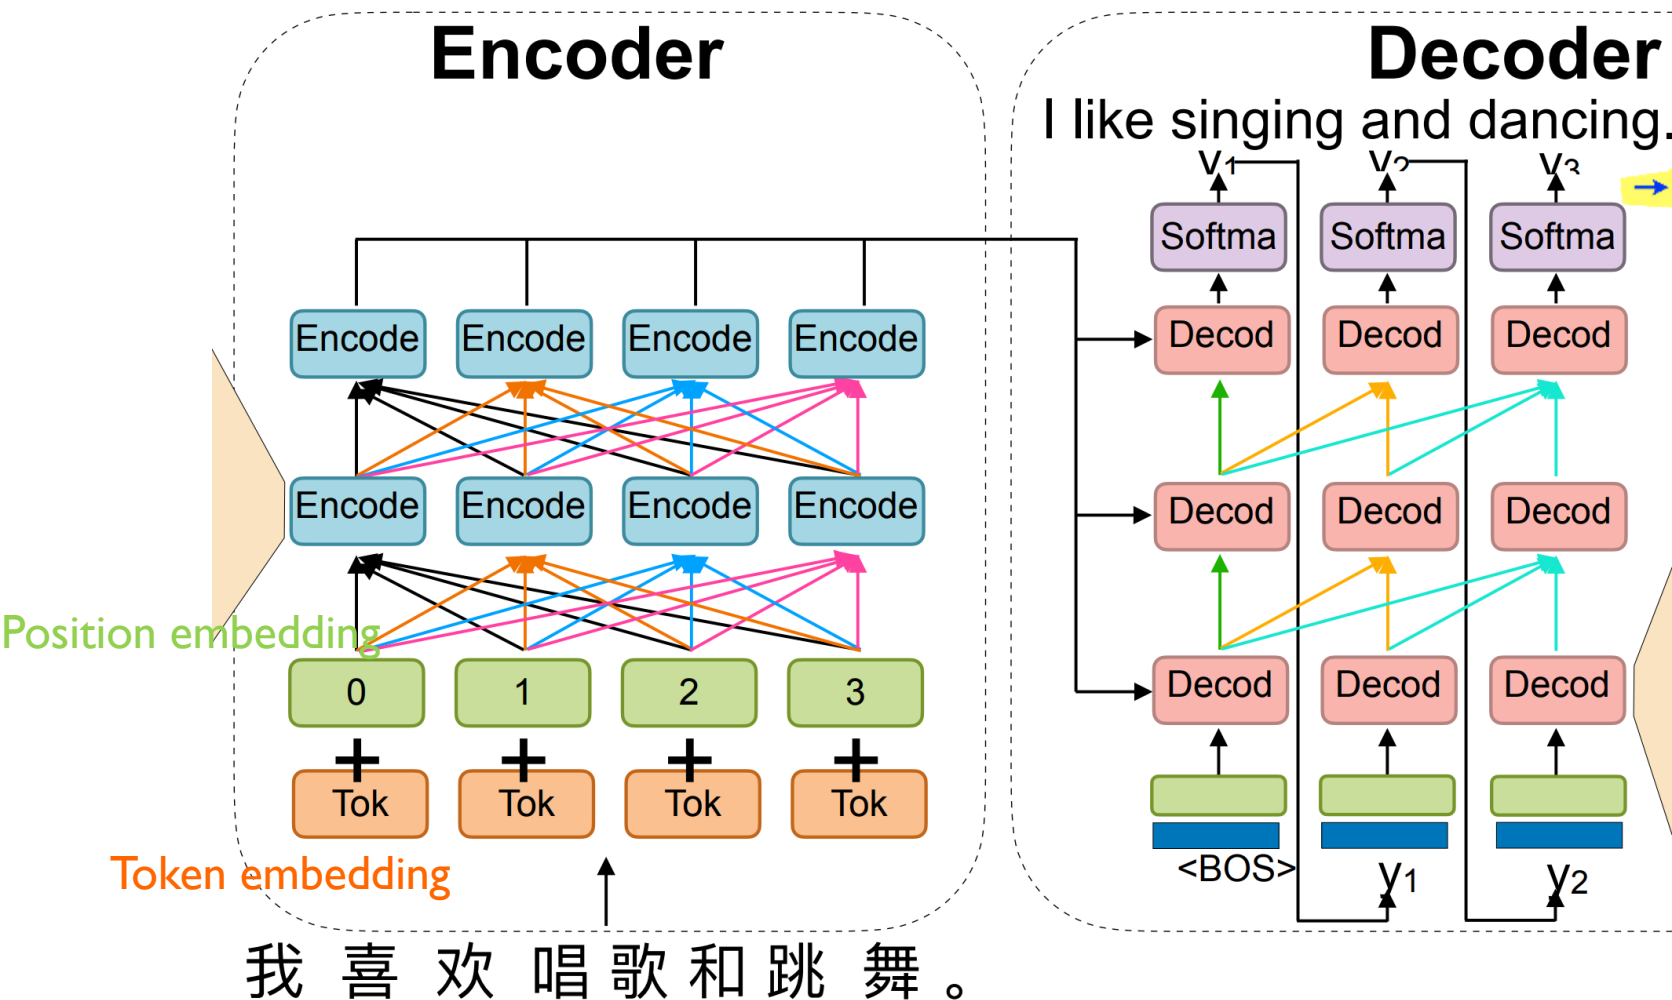 Encoder
Decoder
I like singing and dancing.
y1 y2 y3
Softma Softma Softma
Encode Encode Encode Encode
Decod Decod Decod
Encode Encode Encode Encode
Decod Decod Decod
Position embedding
0 1 2 3
Decod Decod Decod
+ + + +
Tok Tok Tok Tok
Token embedding
<BOS> y1 y2
我喜欢唱歌和跳舞。